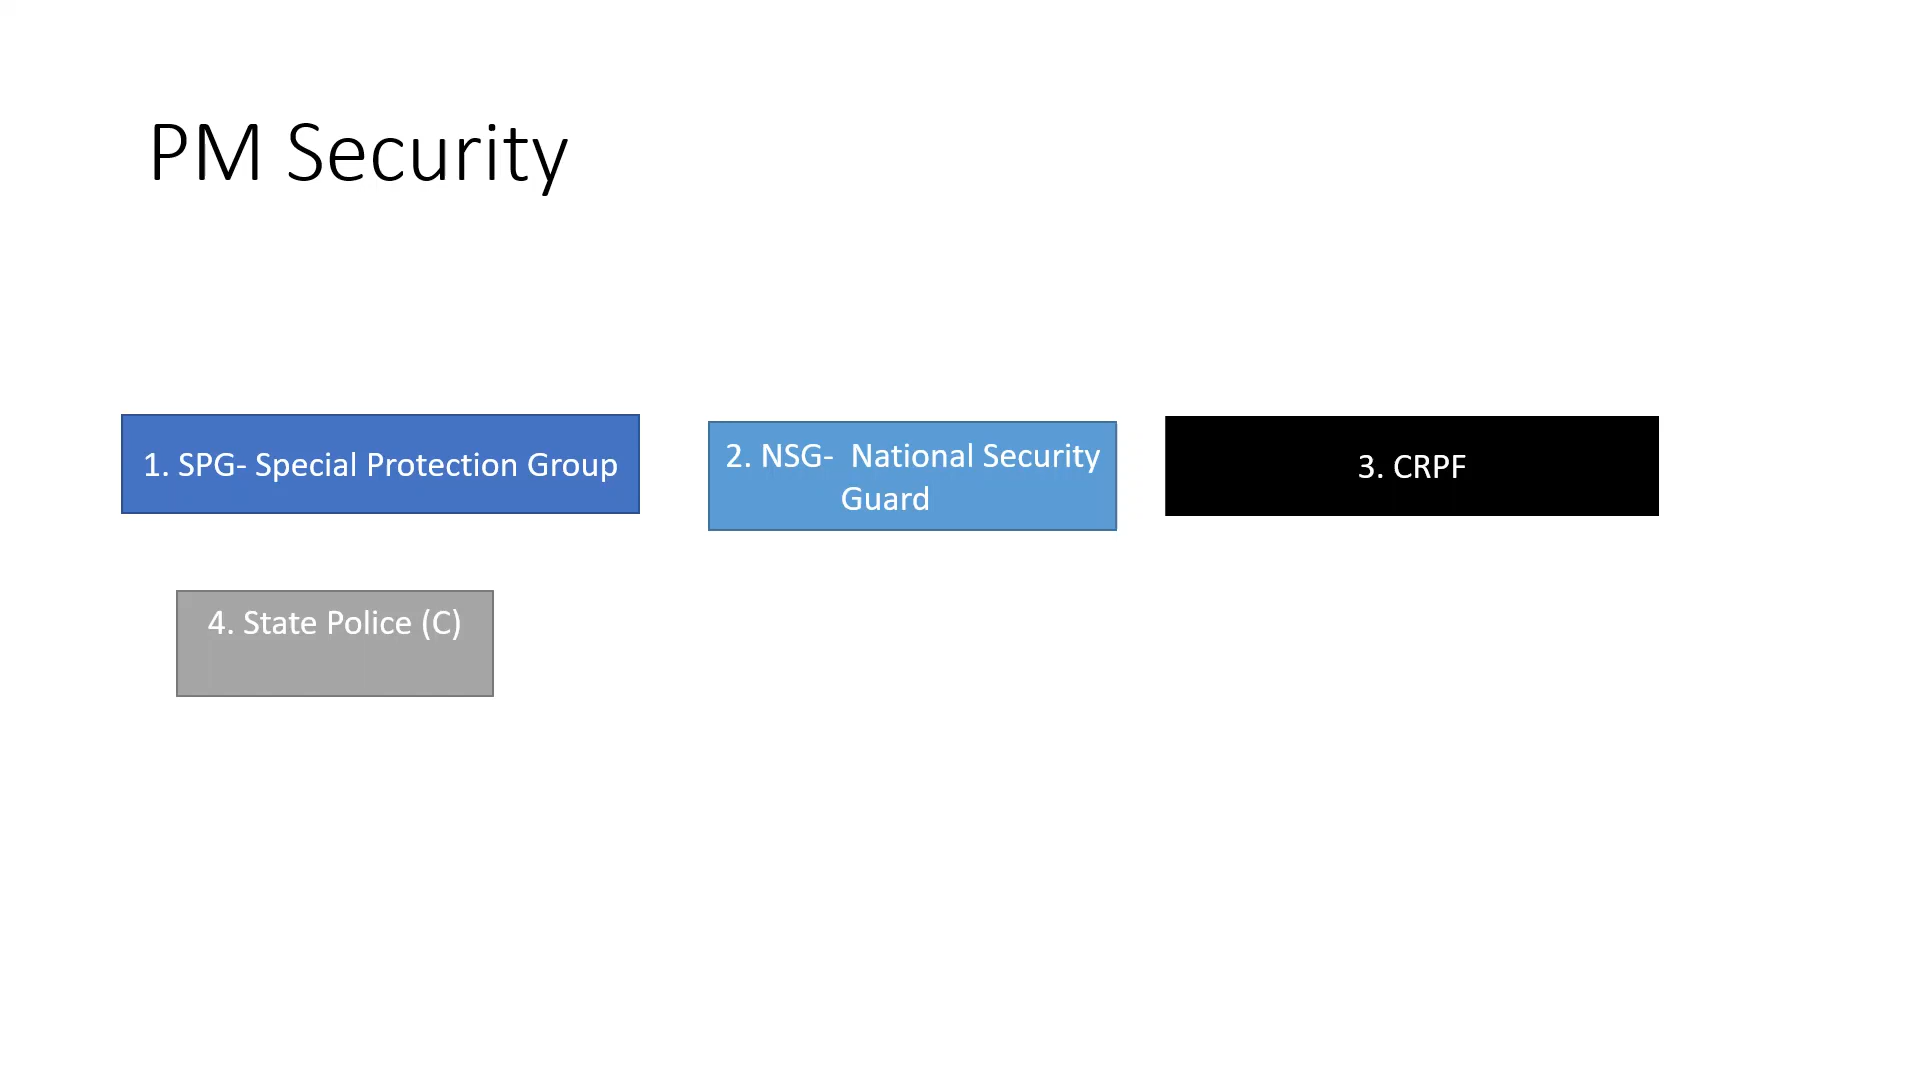 PM Security
1. SPG- Special Protection Group
2. NSG-  National Security
Guard
3. CRPF
4. State Police (C)